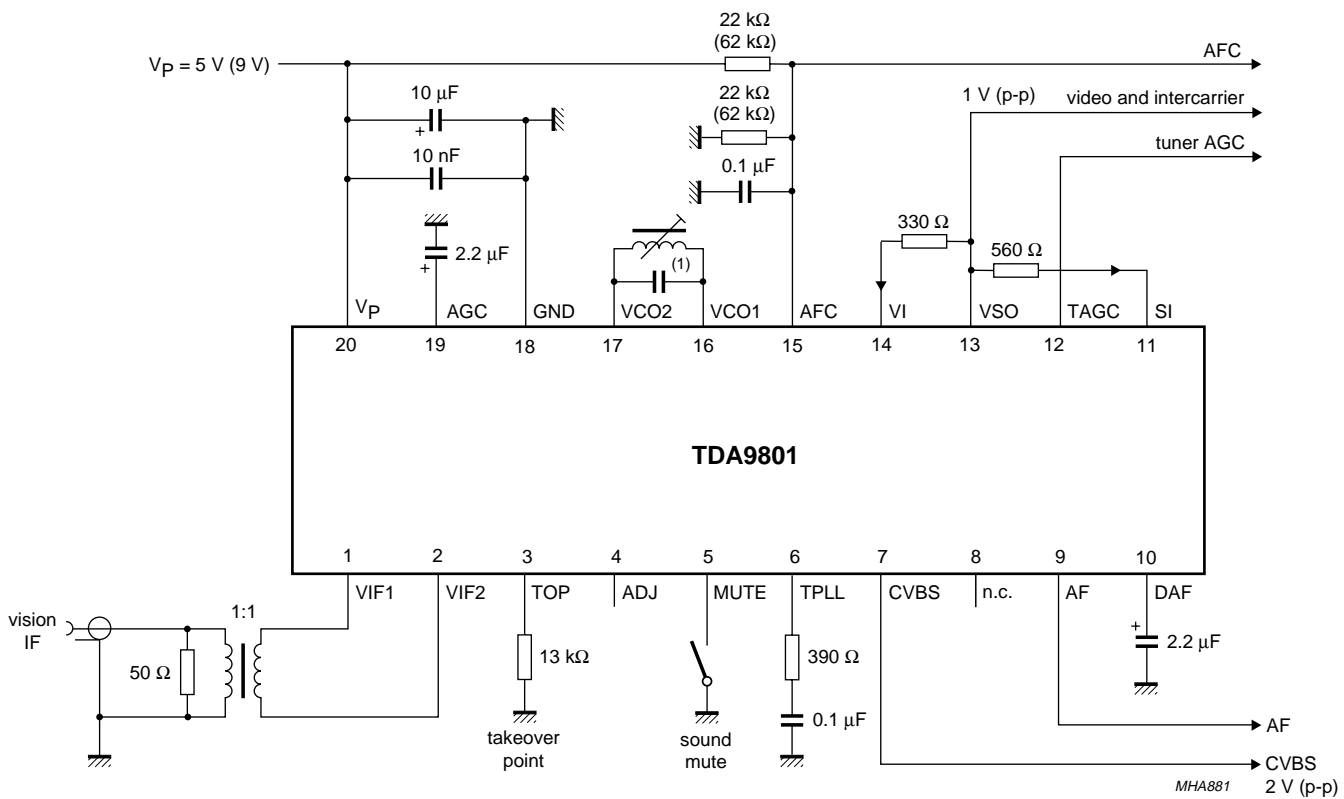 22 kΩ
(62 kΩ)
VP = 5 V (9 V)
AFC
10 μF
+
22 kΩ
(62 kΩ)
1 V (p-p)
video and intercarrier
10 nF
0.1 μF
tuner AGC
2.2 μF
+
(1)
330 Ω
560 Ω
VP
AGC
GND
VCO2
VCO1
AFC
VI
VSO
TAGC
SI
20
19
18
17
16
15
14
13
12
11
TDA9801
1
2
3
4
5
6
7
8
9
10
VIF1
VIF2
TOP
ADJ
MUTE
TPLL
CVBS
n.c.
AF
DAF
vision
IF
1:1
50 Ω
13 kΩ
390 Ω
+
2.2 μF
0.1 μF
takeover
point
sound
mute
AF
CVBS
2 V (p-p)
MHA881